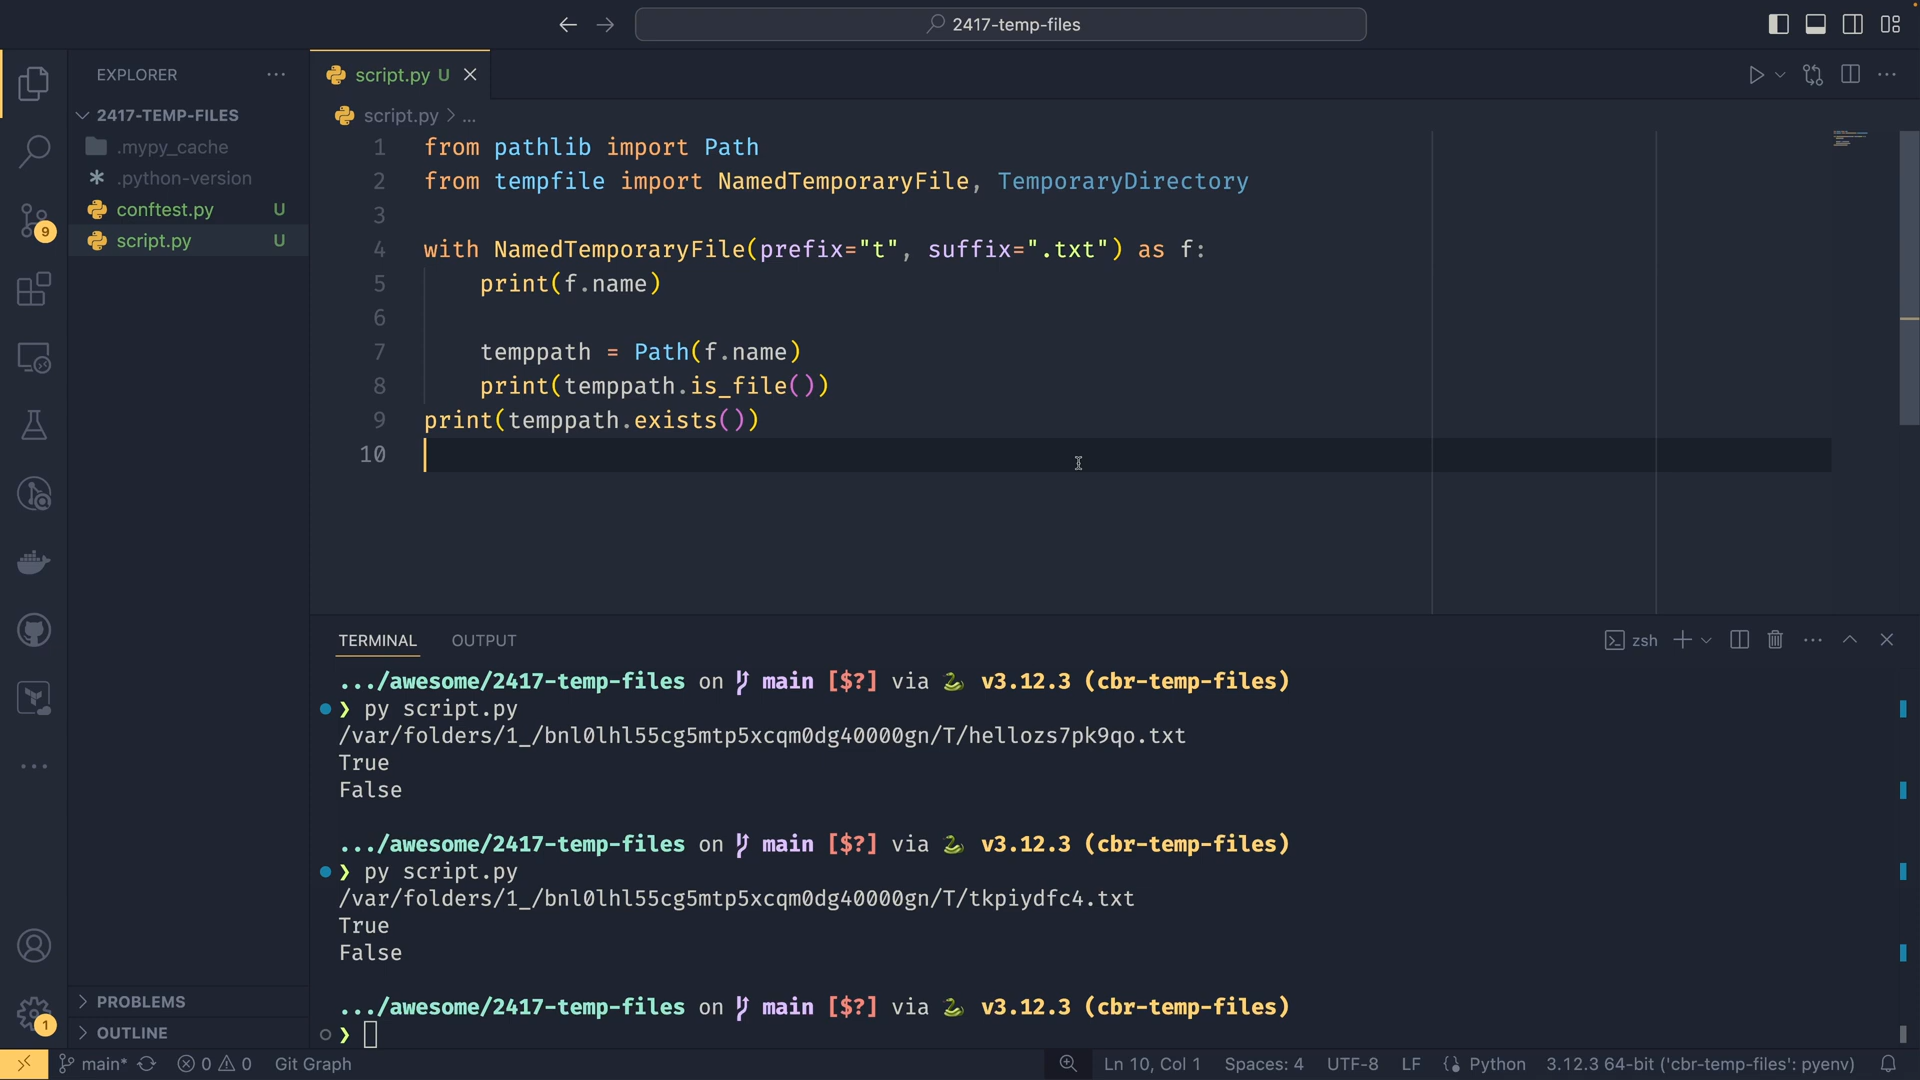 2417-temp-files
EXPLORER
script.py U
2417-TEMP-FILES
script.py > ...
.mypy_cache
.python-version
conftest.py U
script.py U
9
1 from pathlib import Path
2 from tempfile import NamedTemporaryFile, TemporaryDirectory
3
4 with NamedTemporaryFile(prefix="t", suffix=".txt") as f:
5     print(f.name)
6
7     temppath = Path(f.name)
8     print(temppath.is_file())
9 print(temppath.exists())
10
TERMINAL OUTPUT
zsh
.../awesome/2417-temp-files on main [$?] via v3.12.3 (cbr-temp-files)
❯ py script.py
/var/folders/1_/bnl0lhl55cg5mtp5xcqm0dg40000gn/T/hellozs7pk9qo.txt
True
False
.../awesome/2417-temp-files on main [$?] via v3.12.3 (cbr-temp-files)
❯ py script.py
/var/folders/1_/bnl0lhl55cg5mtp5xcqm0dg40000gn/T/tkpiydfc4.txt
True
False
.../awesome/2417-temp-files on main [$?] via v3.12.3 (cbr-temp-files)
❯
PROBLEMS
OUTLINE
1
main* 0 0 Git Graph Ln 10, Col 1 Spaces: 4 UTF-8 LF Python 3.12.3 64-bit ('cbr-temp-files': pyenv)